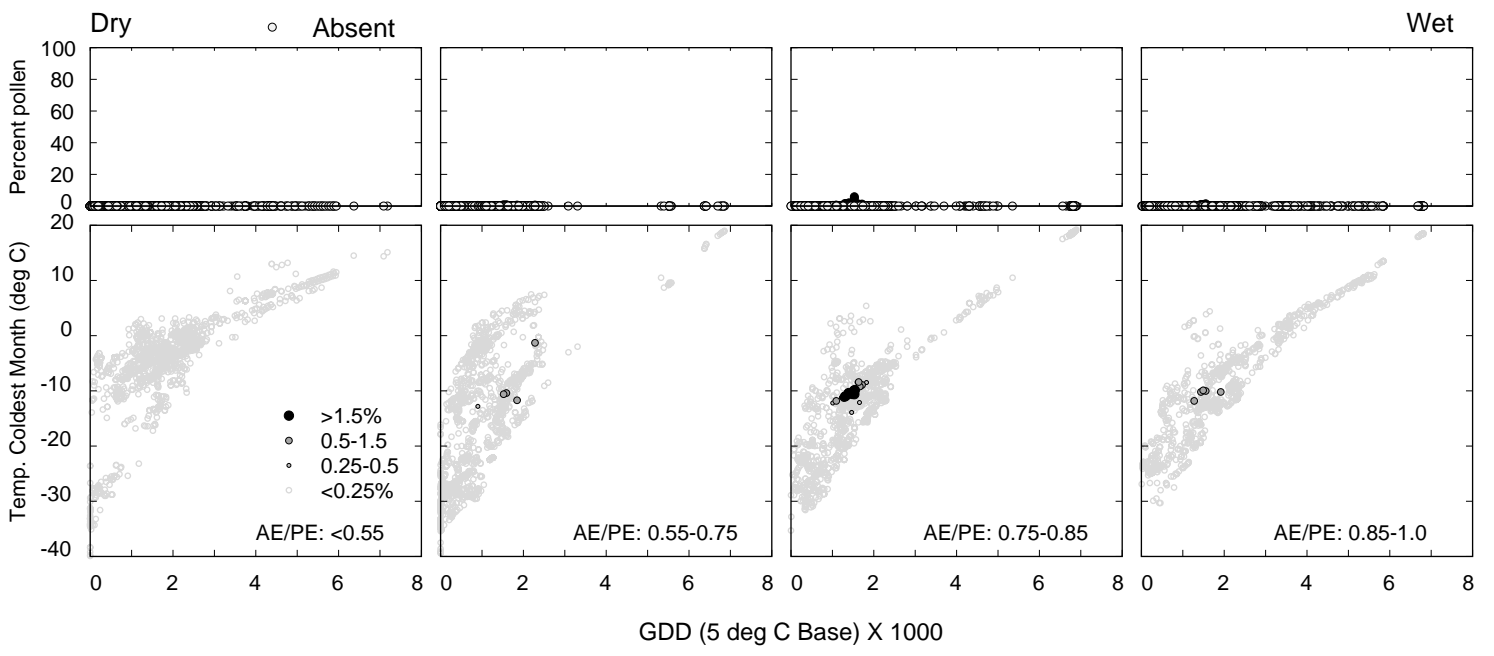 Dry
Absent
Wet
Percent pollen
100
80
60
40
20
0
Temp. Coldest Month (deg C)
20
10
0
-10
-20
-30
-40
>1.5%
0.5-1.5
0.25-0.5
<0.25%
AE/PE: <0.55
AE/PE: 0.55-0.75
AE/PE: 0.75-0.85
AE/PE: 0.85-1.0
0 2 4 6 8 0 2 4 6 8 0 2 4 6 8 0 2 4 6 8
GDD (5 deg C Base) X 1000